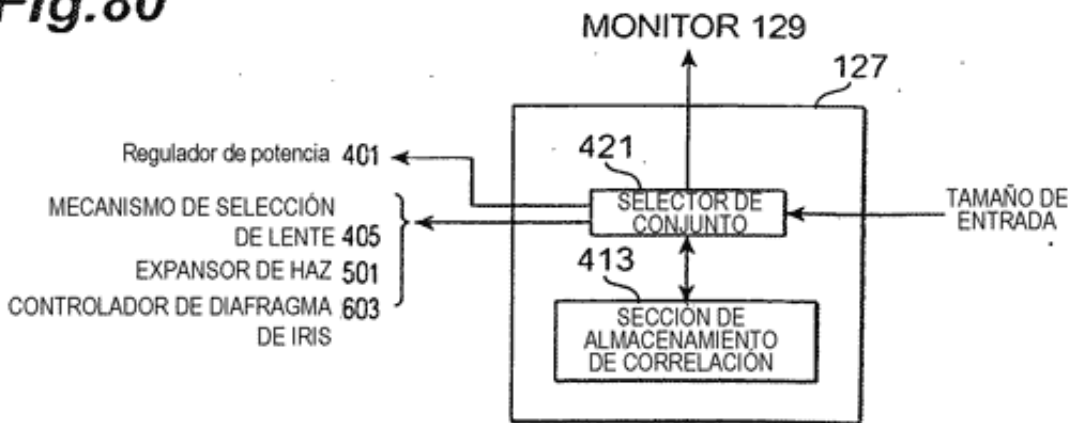 Fig.80
MONITOR 129
127
Regulador de potencia 401
421
MECANISMO DE SELECCIÓN
DE LENTE 405
SELECTOR DE
CONJUNTO
TAMAÑO DE
ENTRADA
EXPANSOR DE HAZ 501
413
CONTROLADOR DE DIAFRAGMA 603
DE IRIS
SECCIÓN DE
ALMACENAMIENTO
DE CORRELACIÓN